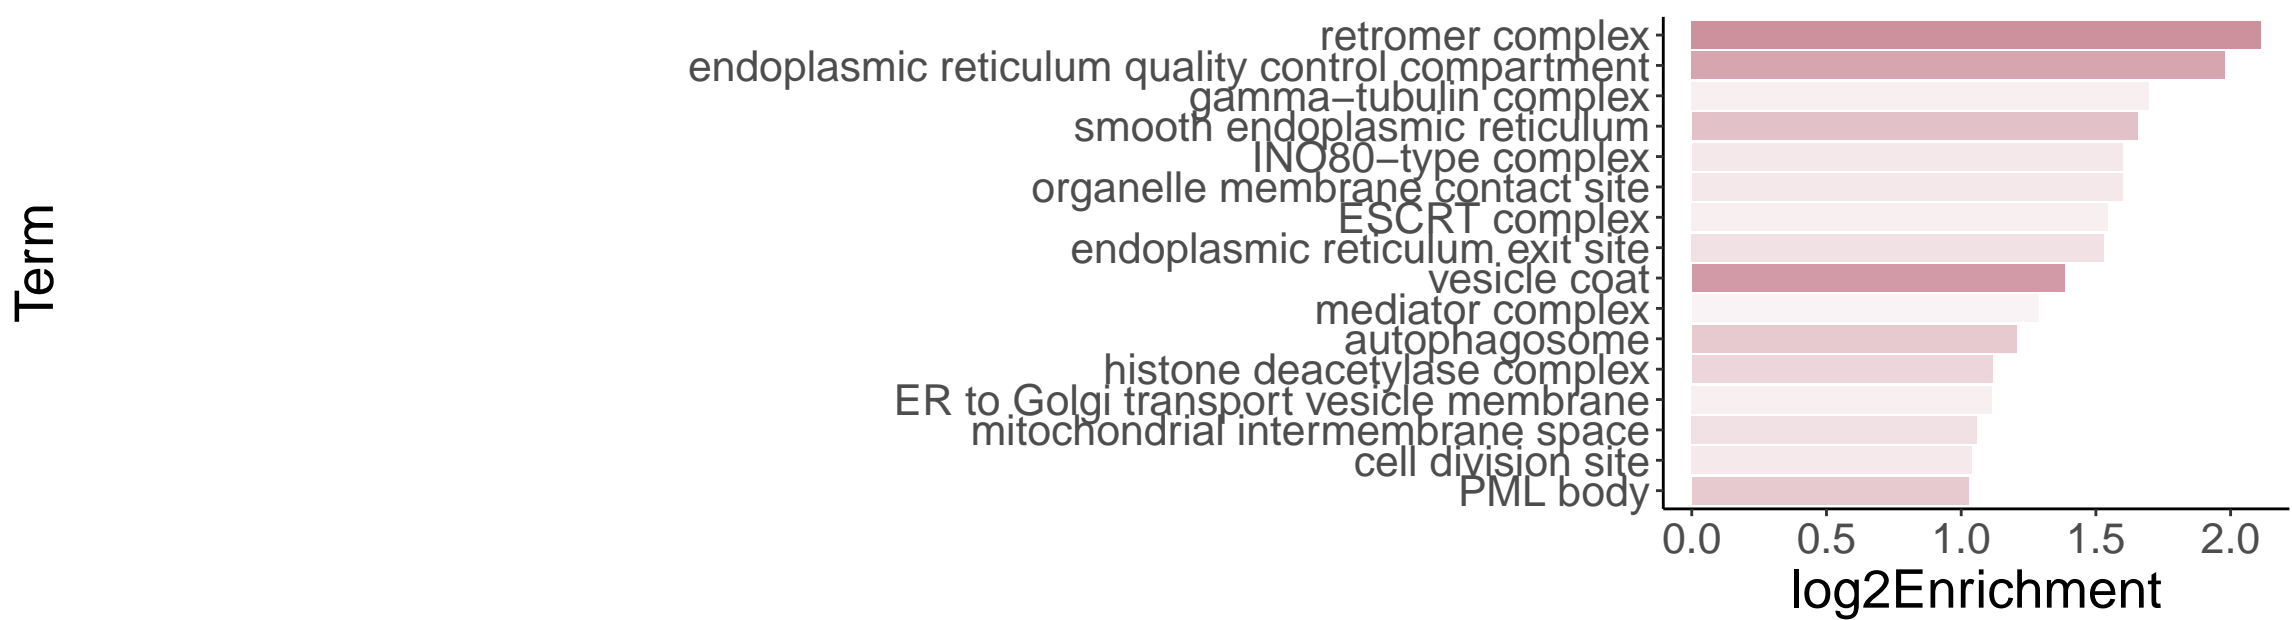 Term
retromer complex
endoplasmic reticulum quality control compartment
gamma−tubulin complex
smooth endoplasmic reticulum
INO80−type complex
organelle membrane contact site
ESCRT complex
endoplasmic reticulum exit site
vesicle coat
mediator complex
autophagosome
histone deacetylase complex
ER to Golgi transport vesicle membrane
mitochondrial intermembrane space
cell division site
PML body
0.0 0.5 1.0 1.5 2.0
log2Enrichment